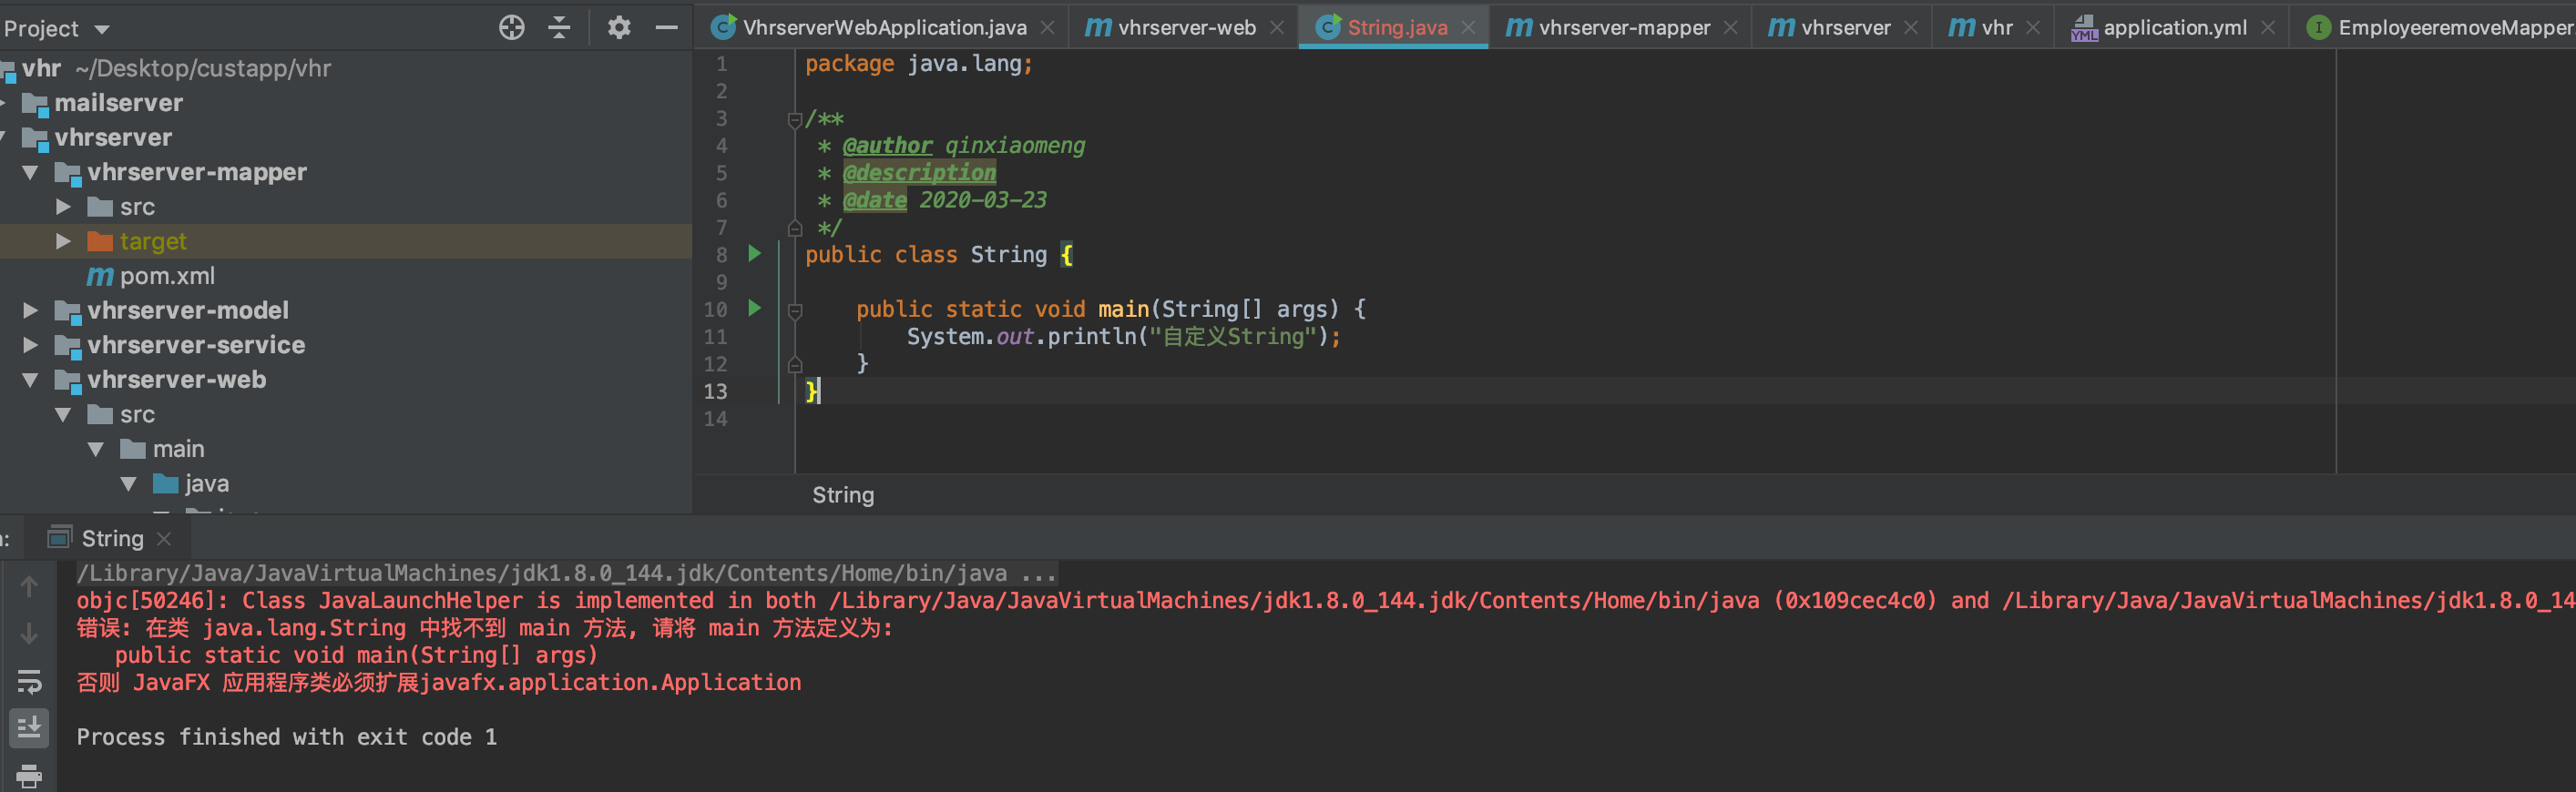 Project
VhrserverWebApplication.java
vhrserver-web
String.java
vhrserver-mapper
vhrserver
vhr
application.yml
EmployeeremoveMapper.
vhr ~/Desktop/custapp/vhr
mailserver
vhrserver
vhrserver-mapper
src
target
pom.xml
vhrserver-model
vhrserver-service
vhrserver-web
src
main
java
1 package java.lang;
2
3 /**
4 * @author qinxiaomeng
5 * @description
6 * @date 2020-03-23
7 */
8 public class String {
9
10 public static void main(String[] args) {
11 System.out.println("自定义String");
12 }
13 }
14
String
String
/Library/Java/JavaVirtualMachines/jdk1.8.0_144.jdk/Contents/Home/bin/java ...
objc[50246]: Class JavaLaunchHelper is implemented in both /Library/Java/JavaVirtualMachines/jdk1.8.0_144.jdk/Contents/Home/bin/java (0x109cec4c0) and /Library/Java/JavaVirtualMachines/jdk1.8.0_14
错误: 在类 java.lang.String 中找不到 main 方法, 请将 main 方法定义为:
public static void main(String[] args)
否则 JavaFX 应用程序类必须扩展javafx.application.Application
Process finished with exit code 1